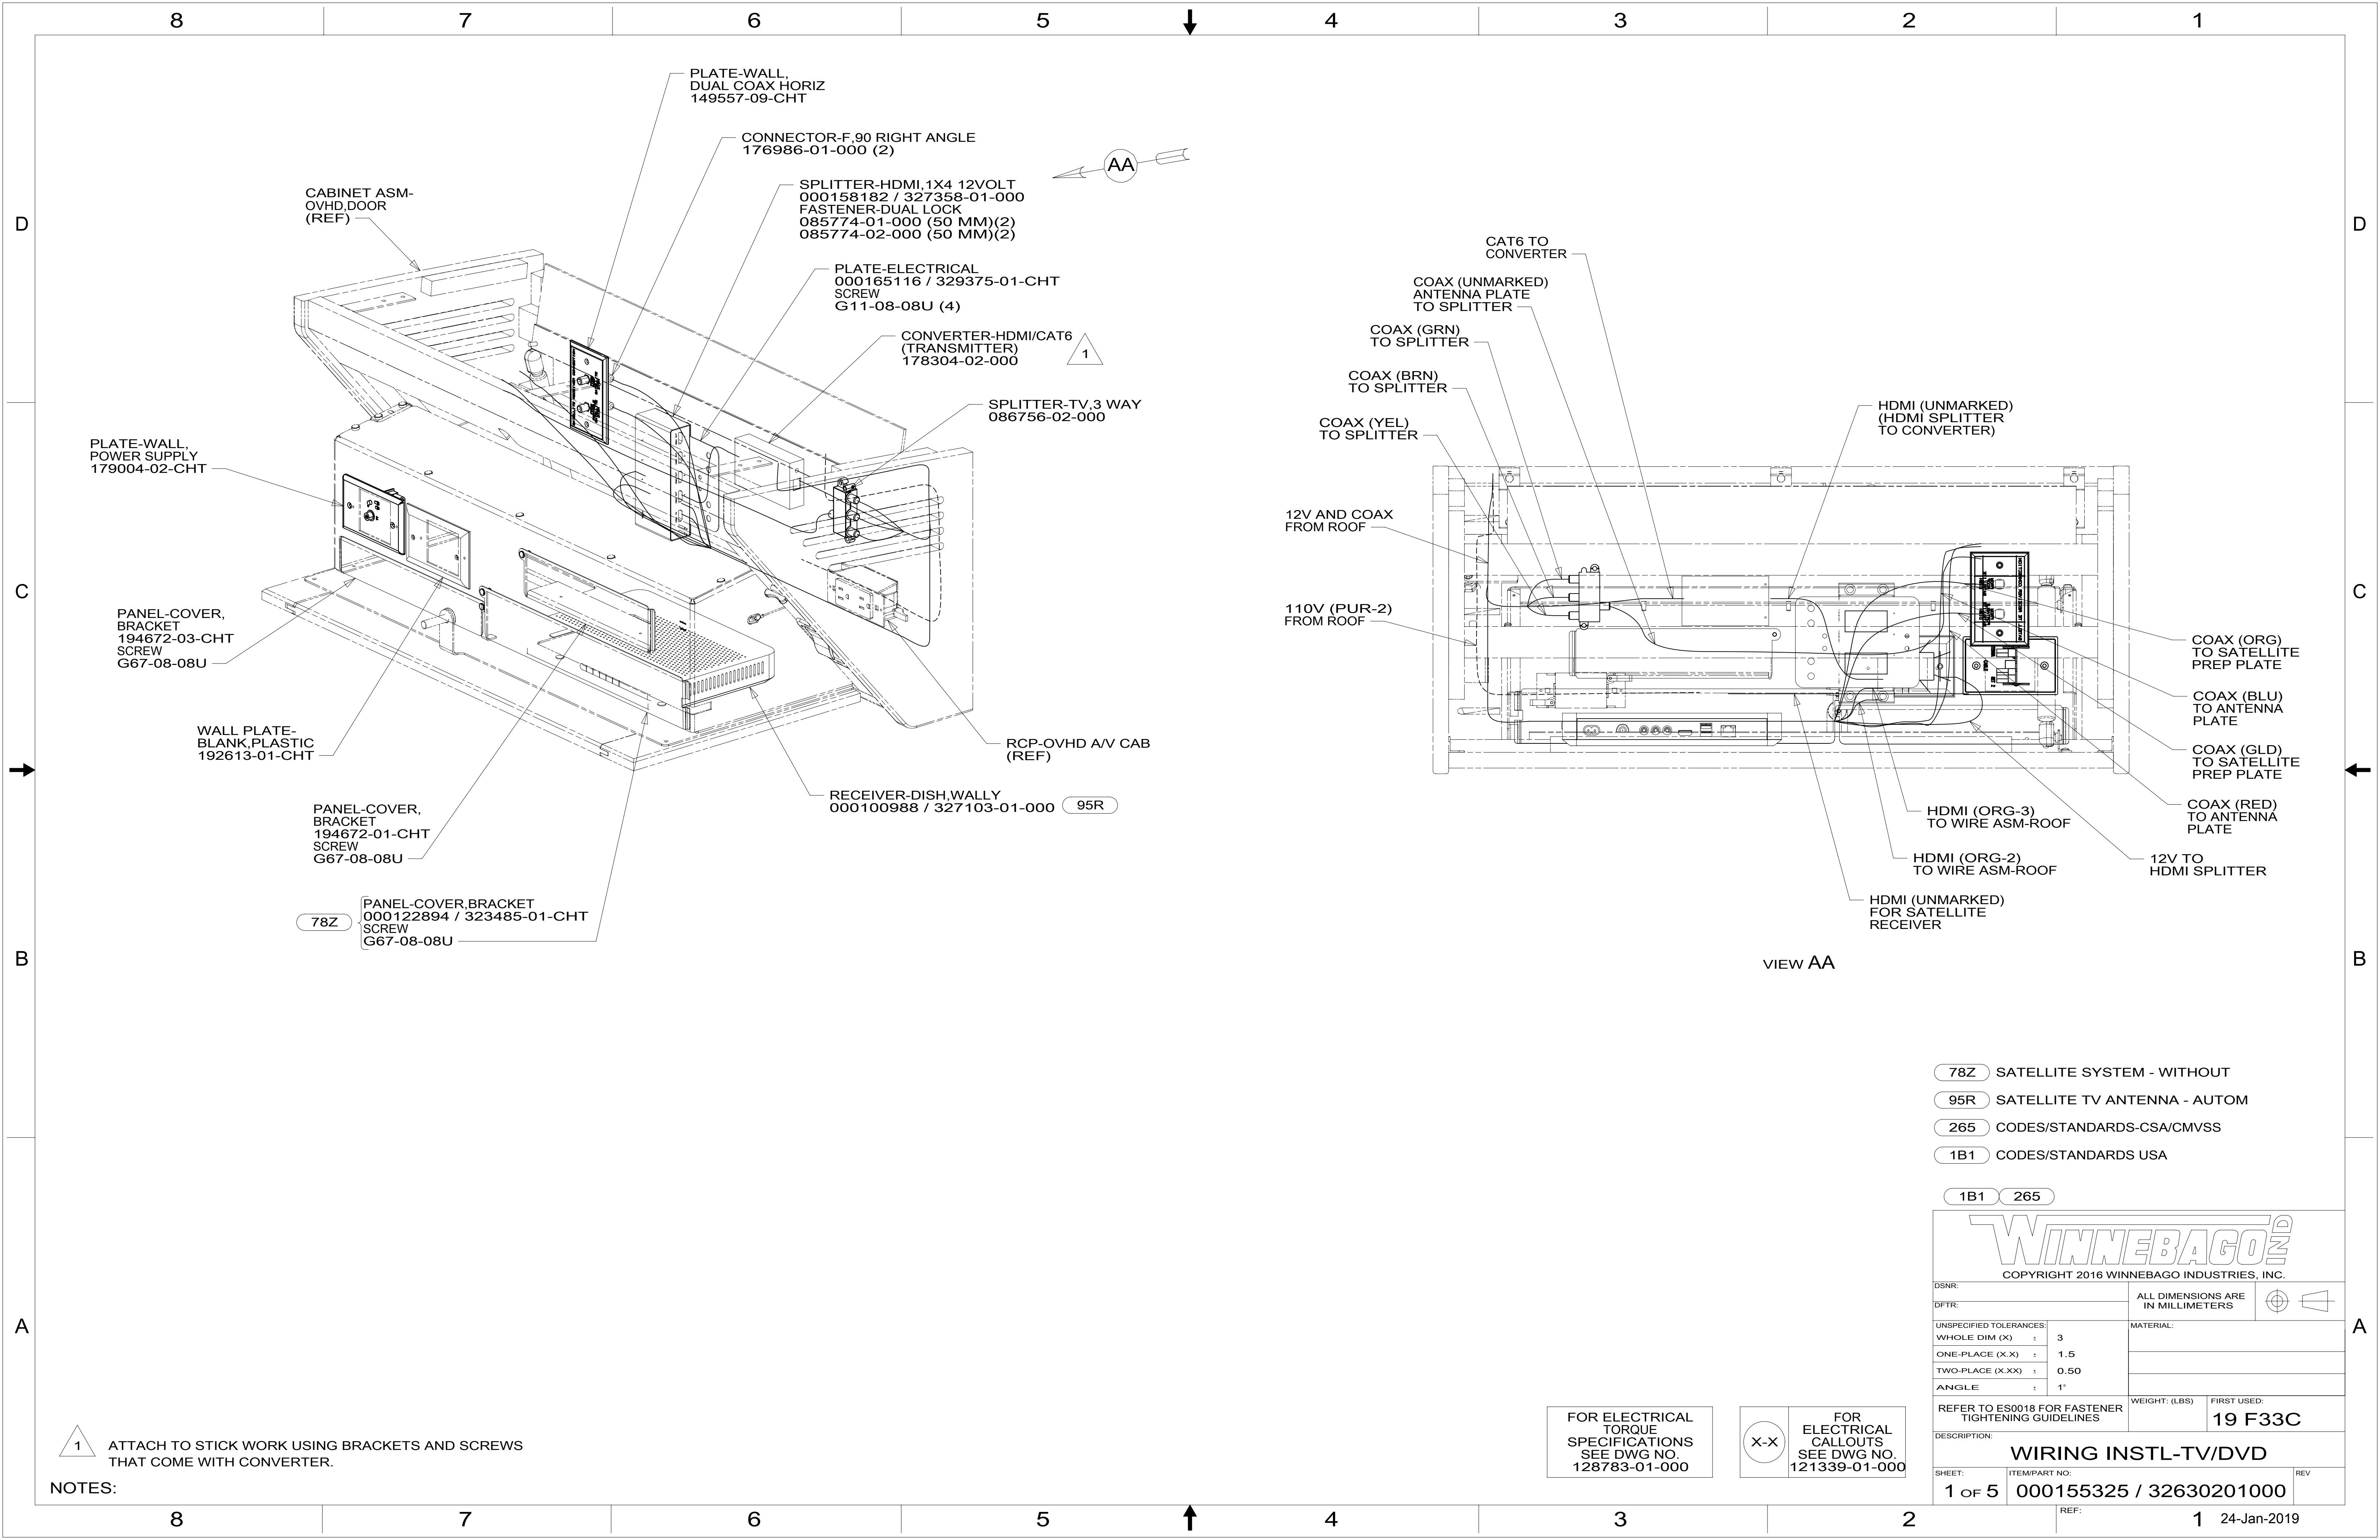 8 7 6 5 4 3 2 1
D
C
B
A
PLATE-WALL,
DUAL COAX HORIZ
149557-09-CHT
CONNECTOR-F,90 RIGHT ANGLE
176986-01-000 (2)
AA
SPLITTER-HDMI,1X4 12VOLT
000158182 / 327358-01-000
FASTENER-DUAL LOCK
085774-01-000 (50 MM)(2)
085774-02-000 (50 MM)(2)
CABINET ASM-
OVHD,DOOR
(REF)
PLATE-ELECTRICAL
000165116 / 329375-01-CHT
SCREW
G11-08-08U (4)
CONVERTER-HDMI/CAT6
(TRANSMITTER)
178304-02-000
1
SPLITTER-TV,3 WAY
086756-02-000
PLATE-WALL,
POWER SUPPLY
179004-02-CHT
PANEL-COVER,
BRACKET
194672-03-CHT
SCREW
G67-08-08U
WALL PLATE-
BLANK,PLASTIC
192613-01-CHT
PANEL-COVER,
BRACKET
194672-01-CHT
SCREW
G67-08-08U
78Z
PANEL-COVER,BRACKET
000122894 / 323485-01-CHT
SCREW
G67-08-08U
RCP-OVHD A/V CAB
(REF)
RECEIVER-DISH,WALLY
000100988 / 327103-01-000
95R
CAT6 TO
CONVERTER
COAX (UNMARKED)
ANTENNA PLATE
TO SPLITTER
COAX (GRN)
TO SPLITTER
COAX (BRN)
TO SPLITTER
COAX (YEL)
TO SPLITTER
12V AND COAX
FROM ROOF
110V (PUR-2)
FROM ROOF
HDMI (UNMARKED)
(HDMI SPLITTER
TO CONVERTER)
COAX (ORG)
TO SATELLITE
PREP PLATE
COAX (BLU)
TO ANTENNA
PLATE
COAX (GLD)
TO SATELLITE
PREP PLATE
COAX (RED)
TO ANTENNA
PLATE
12V TO
HDMI SPLITTER
HDMI (ORG-3)
TO WIRE ASM-ROOF
HDMI (ORG-2)
TO WIRE ASM-ROOF
HDMI (UNMARKED)
FOR SATELLITE
RECEIVER
VIEW AA
78Z SATELLITE SYSTEM - WITHOUT
95R SATELLITE TV ANTENNA - AUTOM
265 CODES/STANDARDS-CSA/CMVSS
1B1 CODES/STANDARDS USA
1B1 265
WINNEBAGO IND
COPYRIGHT 2016 WINNEBAGO INDUSTRIES, INC.
DSNR:
DFTR:
ALL DIMENSIONS ARE
IN MILLIMETERS
UNSPECIFIED TOLERANCES:
WHOLE DIM (X) ± 3
ONE-PLACE (X.X) ± 1.5
TWO-PLACE (X.XX) ± 0.50
ANGLE ± 1°
MATERIAL:
REFER TO ES0018 FOR FASTENER
TIGHTENING GUIDELINES
WEIGHT: (LBS)
FIRST USED:
19 F33C
DESCRIPTION:
WIRING INSTL-TV/DVD
SHEET:
1 OF 5
ITEM/PART NO:
000155325 / 32630201000
REV
REF:
24-Jan-2019
FOR ELECTRICAL
TORQUE
SPECIFICATIONS
SEE DWG NO.
128783-01-000
X-X
FOR
ELECTRICAL
CALLOUTS
SEE DWG NO.
121339-01-000
1 ATTACH TO STICK WORK USING BRACKETS AND SCREWS
THAT COME WITH CONVERTER.
NOTES:
D
C
B
A
8 7 6 5 4 3 2 1